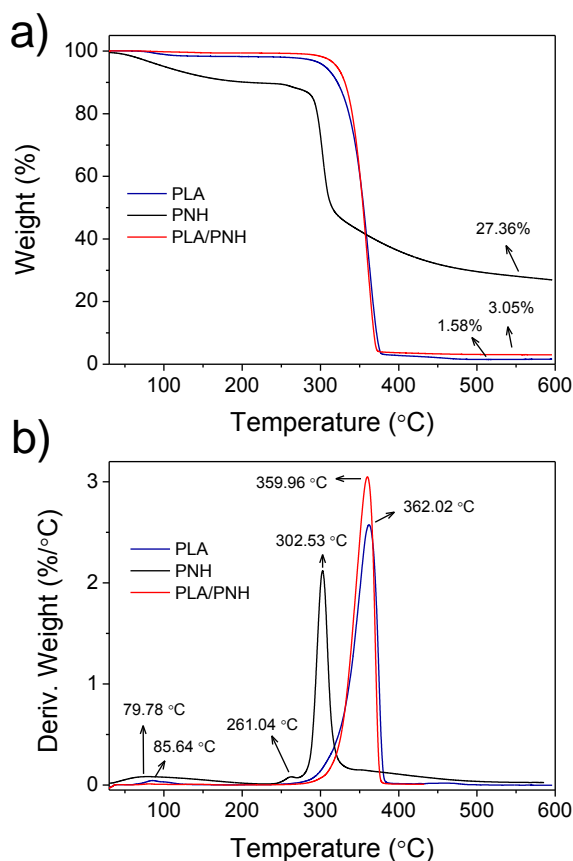 a)
100
80
60
40
20
0
Weight (%)
PLA
PNH
PLA/PNH
27.36%
3.05%
1.58%
100 200 300 400 500 600
Temperature (°C)
b)
3
2
1
0
Deriv. Weight (%/°C)
359.96 °C
362.02 °C
302.53 °C
PLA
PNH
PLA/PNH
79.78 °C
85.64 °C
261.04 °C
100 200 300 400 500 600
Temperature (°C)